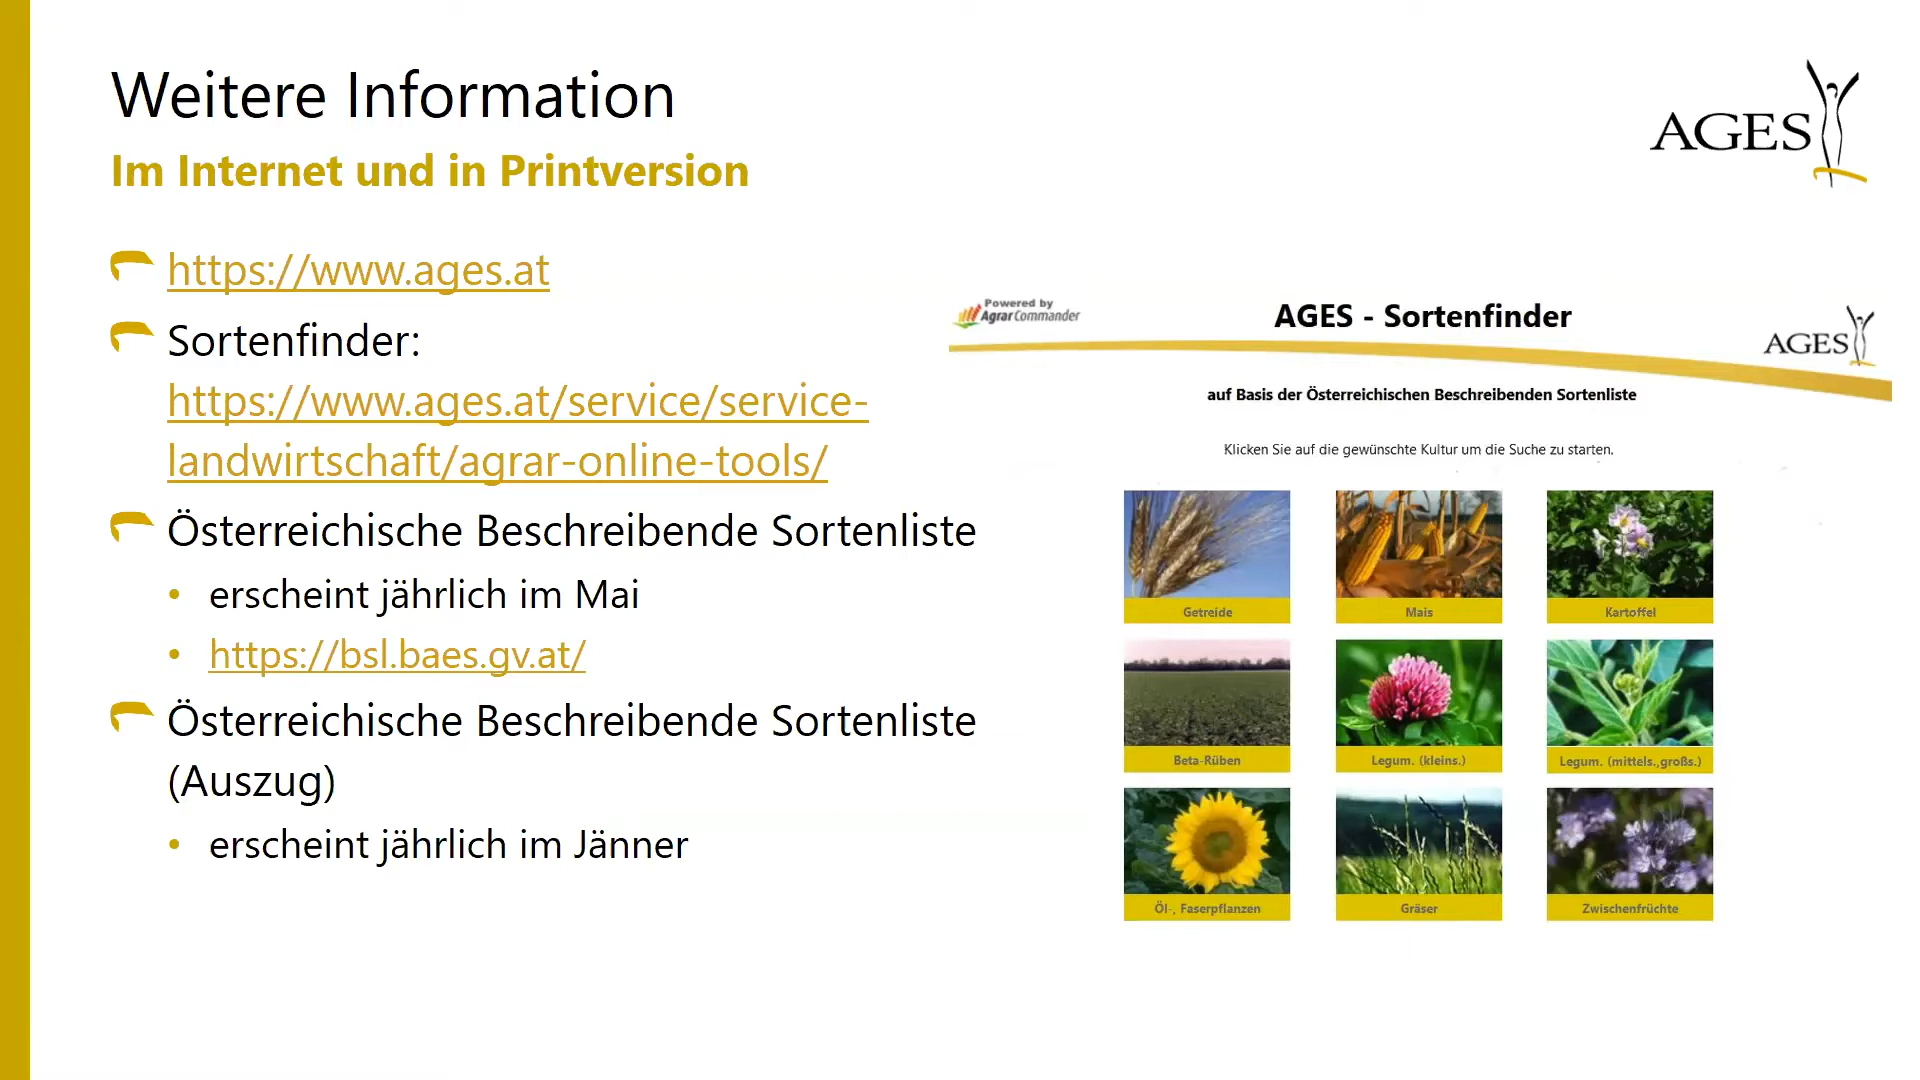 Weitere Information
Im Internet und in Printversion
AGES
https://www.ages.at
Sortenfinder:
https://www.ages.at/service/service-
landwirtschaft/agrar-online-tools/
Österreichische Beschreibende Sortenliste
• erscheint jährlich im Mai
• https://bsl.baes.gv.at/
Österreichische Beschreibende Sortenliste
(Auszug)
• erscheint jährlich im Jänner
Powered by
AgrarCommander
AGES - Sortenfinder
AGES
auf Basis der Österreichischen Beschreibenden Sortenliste
Klicken Sie auf die gewünschte Kultur um die Suche zu starten.
Getreide
Mais
Kartoffel
Beta-Rüben
Legum. (kleins.)
Legum. (mittels.,großs.)
Öl-, Faserpflanzen
Gräser
Zwischenfrüchte